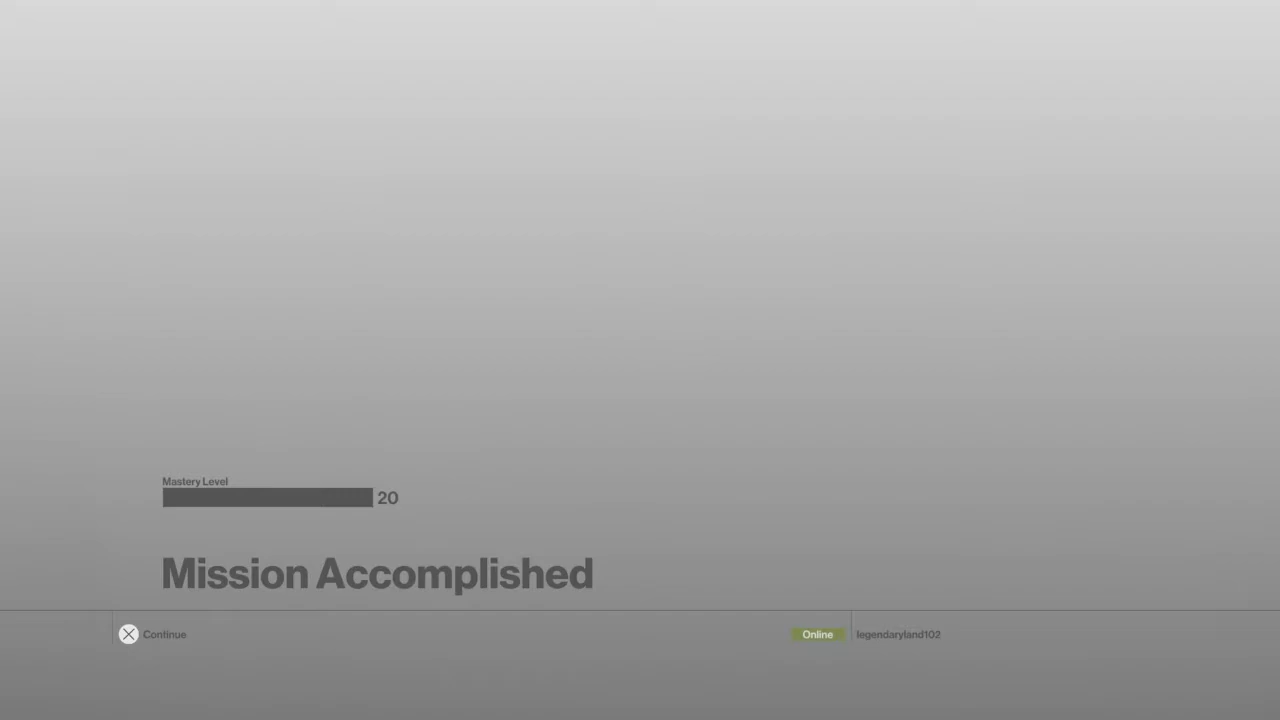 Mastery Level
20
Mission Accomplished
Continue
Online
legendaryland102